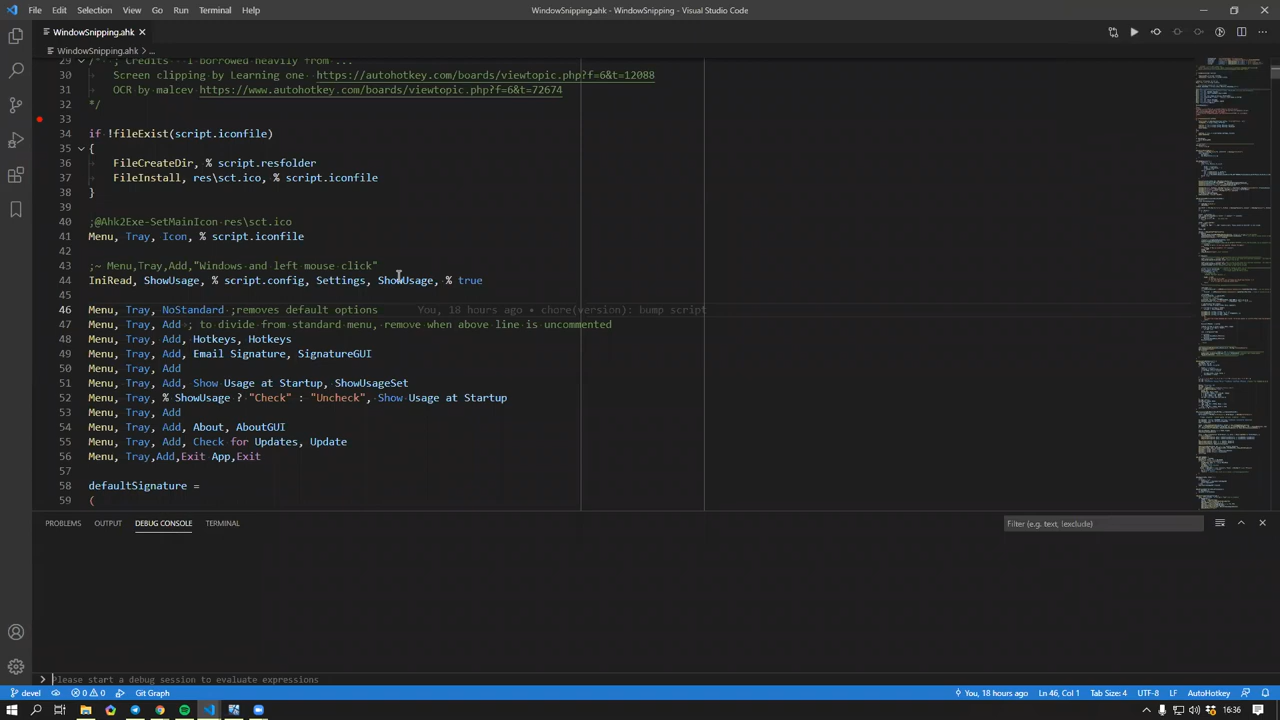 File Edit Selection View Go Run Terminal Help
WindowSnipping.ahk - WindowSnipping - Visual Studio Code
WindowSnipping.ahk
WindowSnipping.ahk > ...
29 /* ; Credits I borrowed heavily from ...
30 Screen clipping by Learning one https://autohotkey.com/boards/viewtopic.php?f=6&t=12088
31 OCR by malcev https://www.autohotkey.com/boards/viewtopic.php?f=6&t=72674
32 */
33
34 if !fileExist(script.iconfile)
35 {
36 FileCreateDir, % script.resfolder
37 FileInstall, res\sct.ico, % script.iconfile
38 }
39
40 ;@Ahk2Exe-SetMainIcon res\sct.ico
41 Menu, Tray, Icon, % script.iconfile
42
43 ;~ Menu,Tray,Add,"Windows and left mouse click"
44 IniRead, ShowUsage, % script.config, Settings, ShowUsage, % true
45
46 Menu, Tray, NoStandard ;removes default options You, 18 hours chore(version): bump script
47 Menu, Tray, Add ; to divide from standard menu, remove when above line is uncommented
48 Menu, Tray, Add, Hotkeys, Hotkeys
49 Menu, Tray, Add, Email Signature, SignatureGUI
50 Menu, Tray, Add
51 Menu, Tray, Add, Show Usage at Startup, ShowUsageSet
52 Menu, Tray, % ShowUsage ? "Check" : "Uncheck", Show Usage at Startup
53 Menu, Tray, Add
54 Menu, Tray, Add, About, AboutGUI
55 Menu, Tray, Add, Check for Updates, Update
56 Menu, Tray,Add,Exit App,Exit
57
58 defaultSignature =
59 (
PROBLEMS OUTPUT DEBUG CONSOLE TERMINAL
Filter (e.g. text, !exclude)
Please start a debug session to evaluate expressions
devel 0 0 Git Graph
You, 18 hours ago Ln 46, Col 1 Tab Size: 4 UTF-8 LF AutoHotkey
16:36